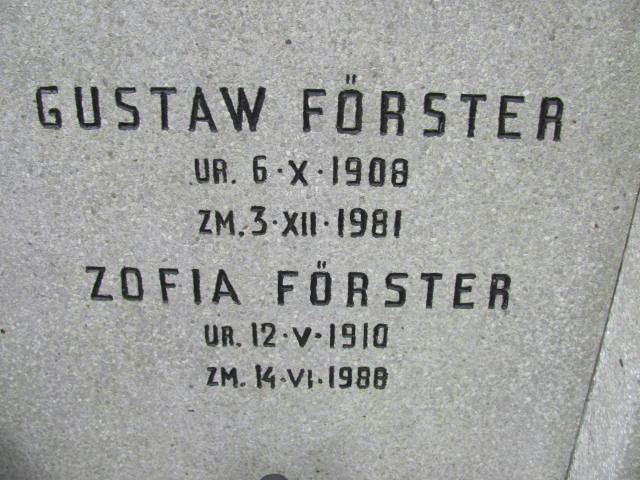 GUSTAW FÖRSTER
UR. 6·X·1908
ZM. 3·XII·1981
ZOFIA FÖRSTER
UR. 12·V·1910
ZM. 14·VI·1988